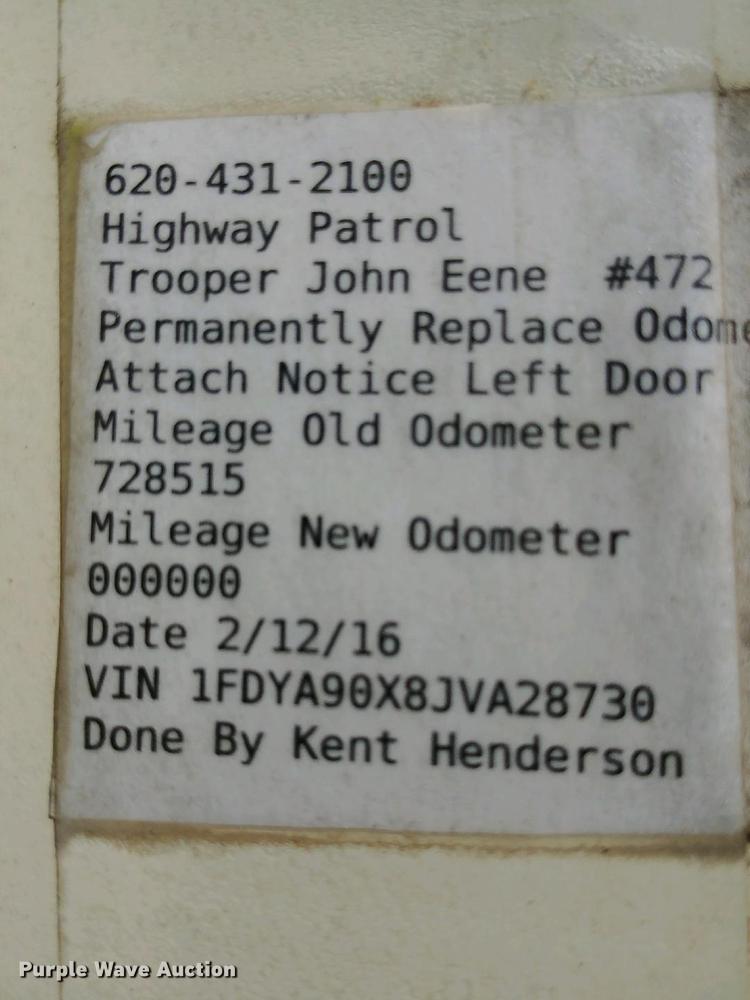 620-431-2100
Highway Patrol
Trooper John Eene #472
Permanently Replace Odome
Attach Notice Left Door
Mileage Old Odometer
728515
Mileage New Odometer
000000
Date 2/12/16
VIN 1FDYA90X8JVA28730
Done By Kent Henderson
Purple Wave Auction